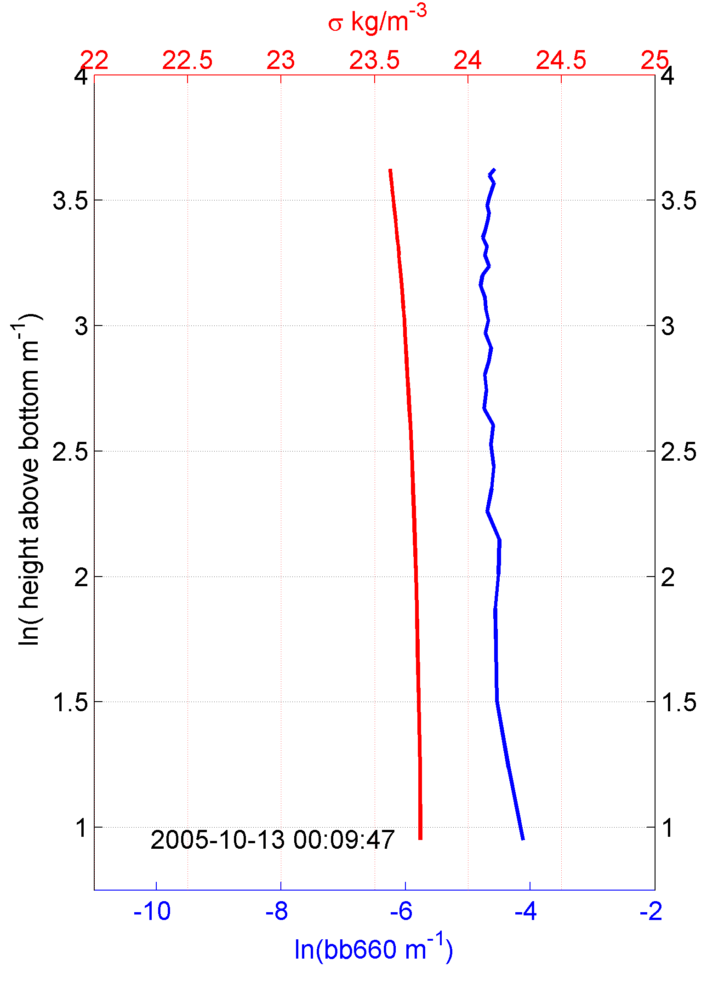 σ kg/m⁻³
22 22.5 23 23.5 24 24.5 25
4 4
3.5 3.5
3 3
2.5 2.5
2 2
1.5 1.5
1 1
ln( height above bottom m⁻¹)
2005-10-13 00:09:47
-10 -8 -6 -4 -2
ln(bb660 m⁻¹)